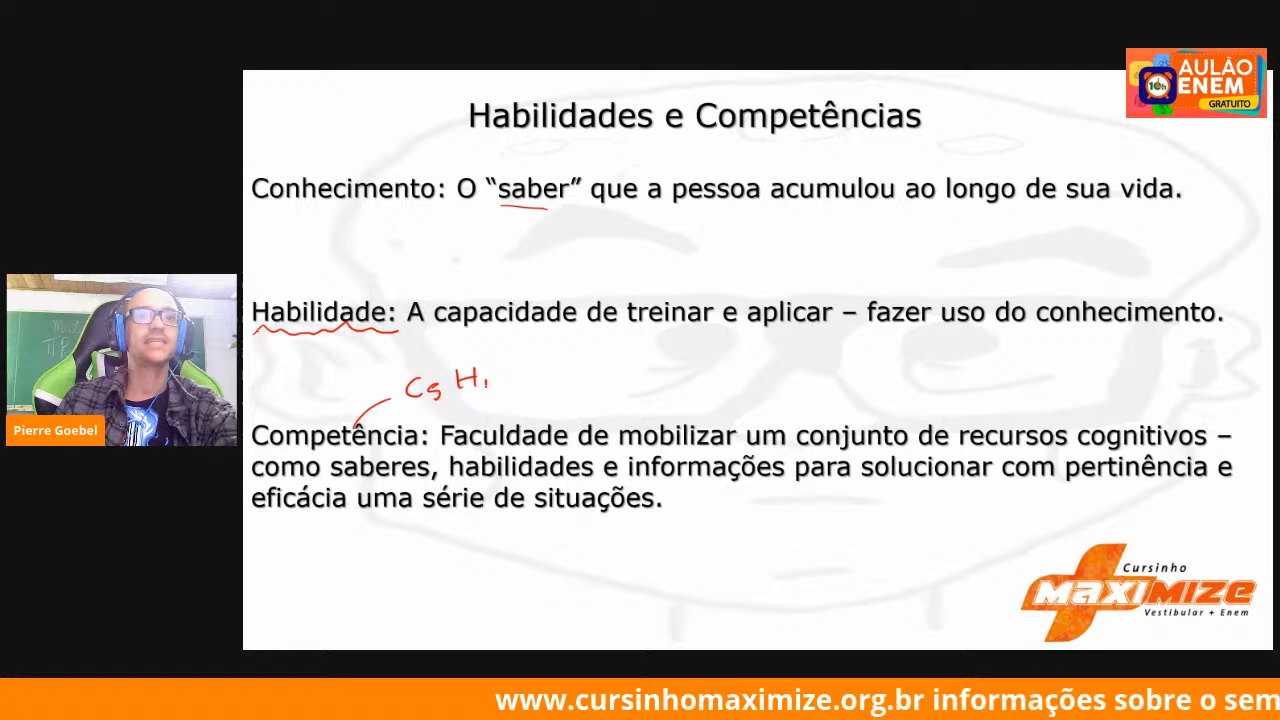 AULÃO
10h
ENEM
GRATUITO
Habilidades e Competências
Conhecimento: O “saber” que a pessoa acumulou ao longo de sua vida.
Habilidade: A capacidade de treinar e aplicar – fazer uso do conhecimento.
C5 H
Competência: Faculdade de mobilizar um conjunto de recursos cognitivos –
como saberes, habilidades e informações para solucionar com pertinência e
eficácia uma série de situações.
Pierre Goebel
Cursinho
MAXIMIZE
Vestibular + Enem
www.cursinhomaximize.org.br informações sobre o sem